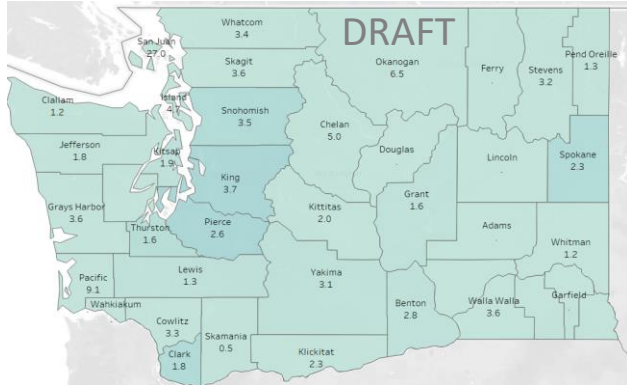 Whatcom
3.4
DRAFT
San Juan
27.0
Skagit
3.6
Okanogan
6.5
Ferry
.
Stevens
3.2
Pend Oreille
1.3
Clallam
1.2
Island
4.7
Snohomish
3.5
Chelan
5.0
Jefferson
1.8
Kitsap
1.9
King
3.7
Douglas
.
Lincoln
.
Spokane
2.3
Grays Harbor
3.6
Thurston
1.6
Pierce
2.6
Kittitas
2.0
Grant
1.6
Adams
.
Whitman
1.2
Pacific
9.1
Lewis
1.3
Yakima
3.1
Wahkiakum
Cowlitz
3.3
Skamania
0.5
Benton
2.8
Walla Walla
3.6
Garfield
Clark
1.8
Klickitat
2.3